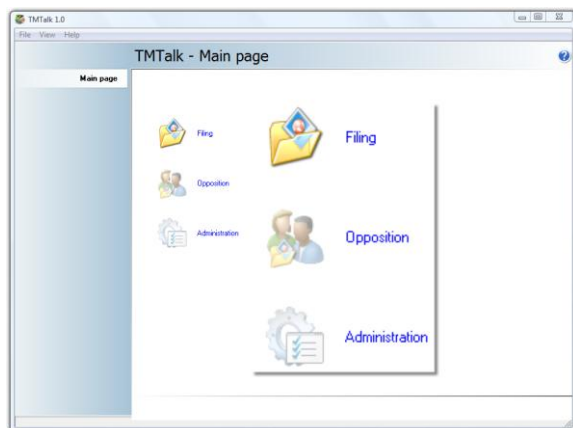 TMTalk 1.0
File View Help
TMTalk - Main page
Main page
Filing
Opposition
Administration
Filing
Opposition
Administration